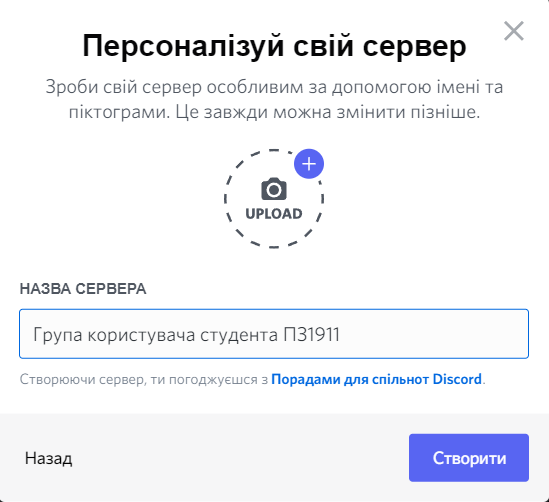 Персоналізуй свій сервер
Зроби свій сервер особливим за допомогою імені та
піктограми. Це завжди можна змінити пізніше.
UPLOAD
НАЗВА СЕРВЕРА
Група користувача студента ПЗ1911
Створюючи сервер, ти погоджуєшся з Порадами для спільнот Discord.
Назад
Створити